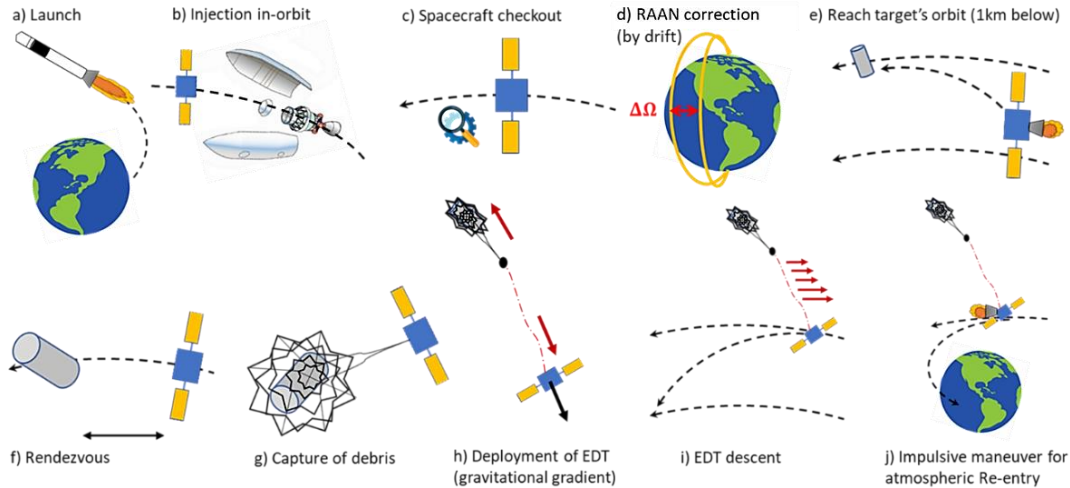 a) Launch
b) Injection in-orbit
c) Spacecraft checkout
d) RAAN correction
(by drift)
e) Reach target's orbit (1km below)
ΔΩ
f) Rendezvous
g) Capture of debris
h) Deployment of EDT
(gravitational gradient)
i) EDT descent
j) Impulsive maneuver for
atmospheric Re-entry